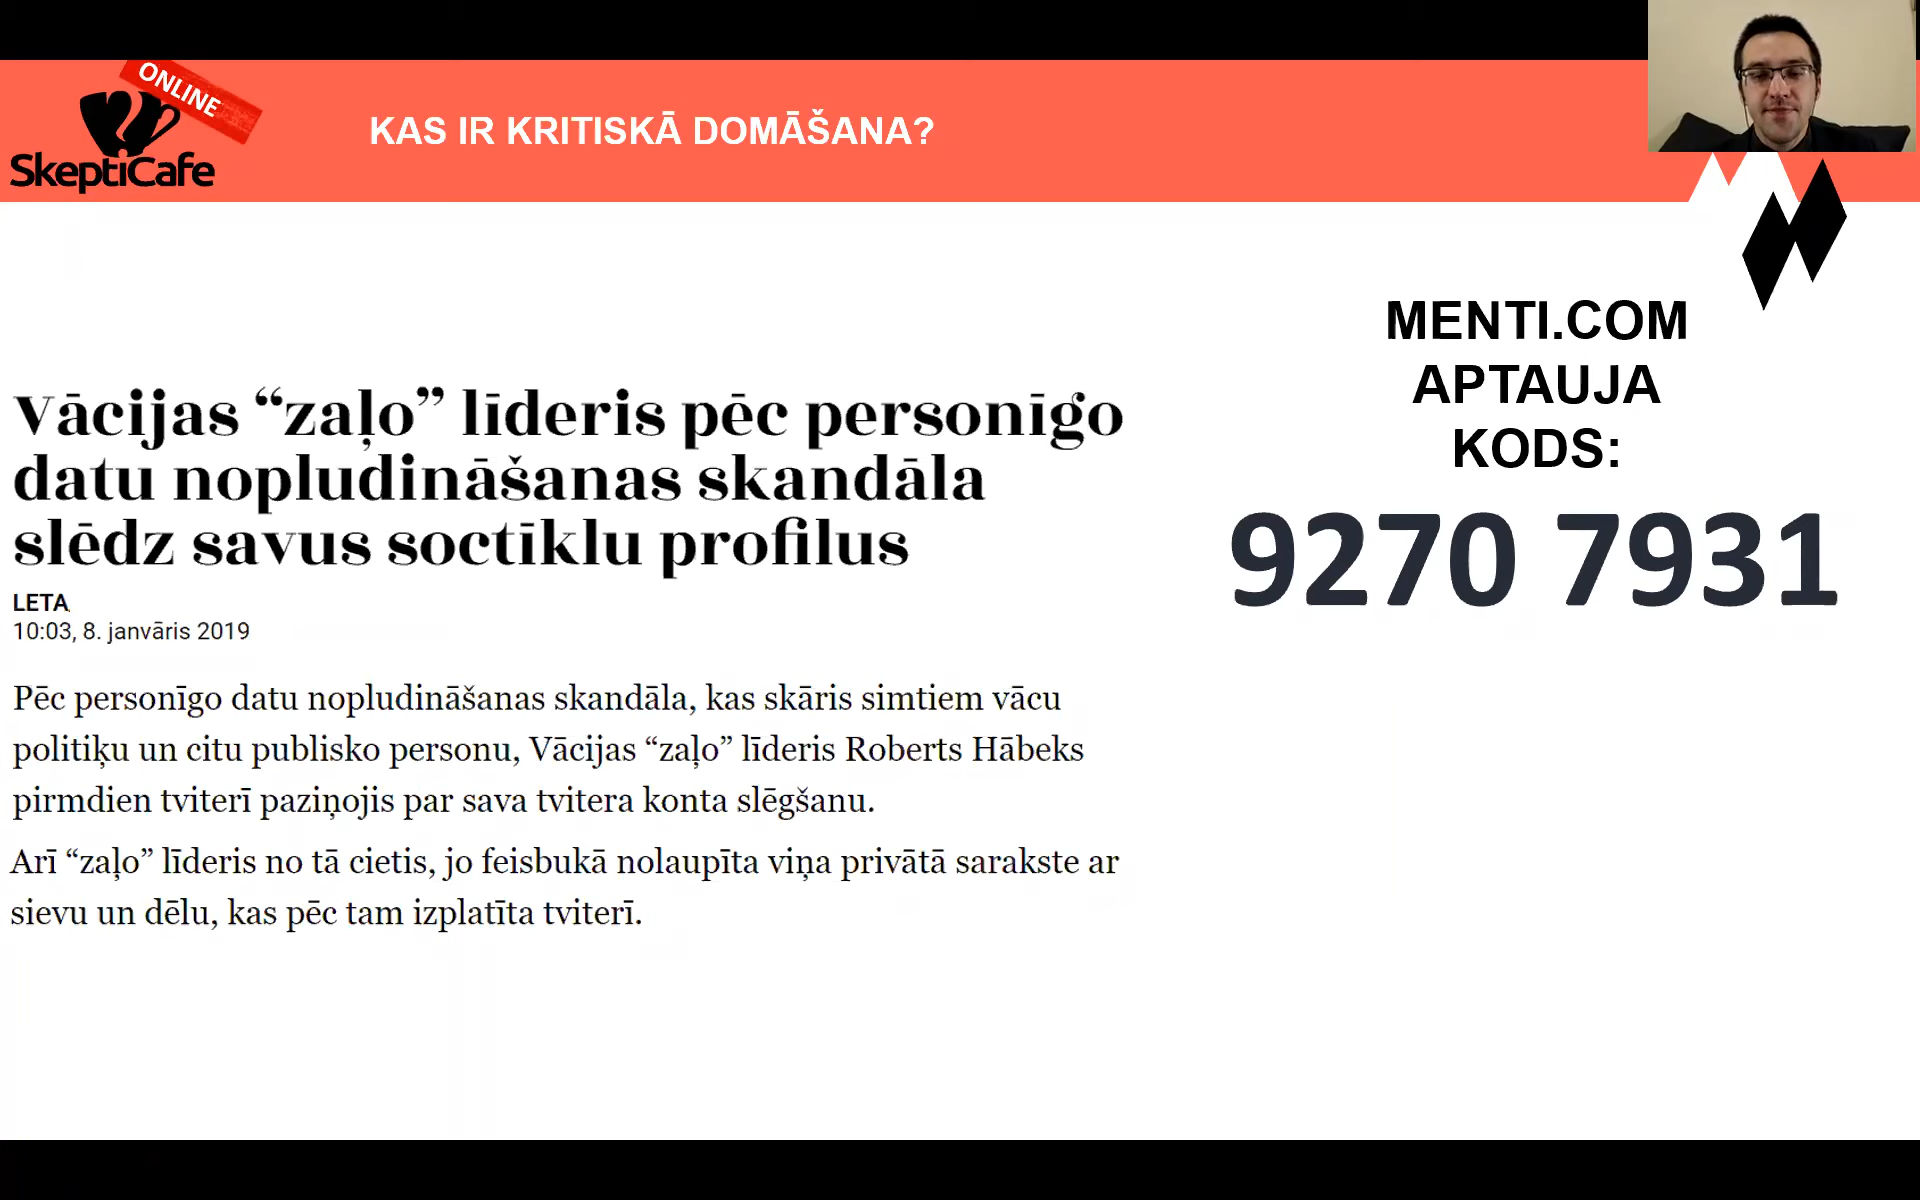 ONLINE
SkeptiCafe
KAS IR KRITISKĀ DOMĀŠANA?
Vācijas “zaļo” līderis pēc personīgo
datu nopludināšanas skandāla
slēdz savus soctīklu profilus
LETA
10:03, 8. janvāris 2019
Pēc personīgo datu nopludināšanas skandāla, kas skāris simtiem vācu
politiķu un citu publisko personu, Vācijas “zaļo” līderis Roberts Hābeks
pirmdien tviterī paziņojis par sava tvitera konta slēgšanu.
Arī “zaļo” līderis no tā cietis, jo feisbukā nolaupīta viņa privātā sarakste ar
sievu un dēlu, kas pēc tam izplatīta tviterī.
MENTI.COM
APTAUJA
KODS:
9270 7931